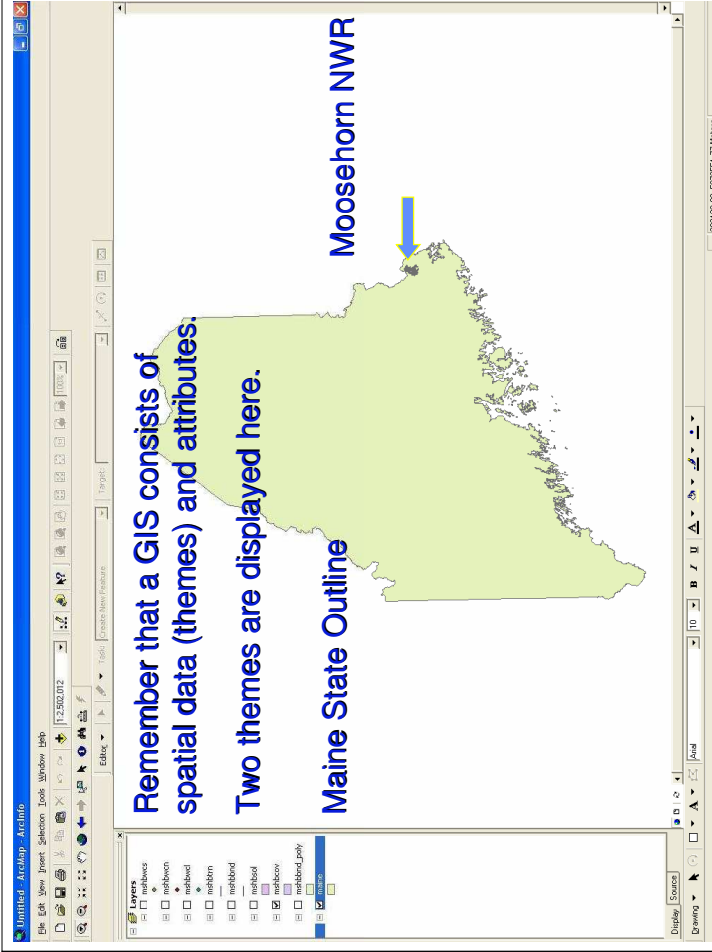 Untitled - ArcMap - ArcInfo
File Edit View Insert Selection Tools Window Help
1:2,502,012
100%
Editor
Task: Create New Feature
Target:
Layers
mshbwcs
mshbwcn
mshbwcl
mshbtrn
mshbbnd
mshbsol
mshbcov
mshbbnd_poly
maine
Remember that a GIS consists of
spatial data (themes) and attributes.
Two themes are displayed here.
Maine State Outline
Moosehorn NWR
Display Source
Drawing
A
Arial
10
B I U
A